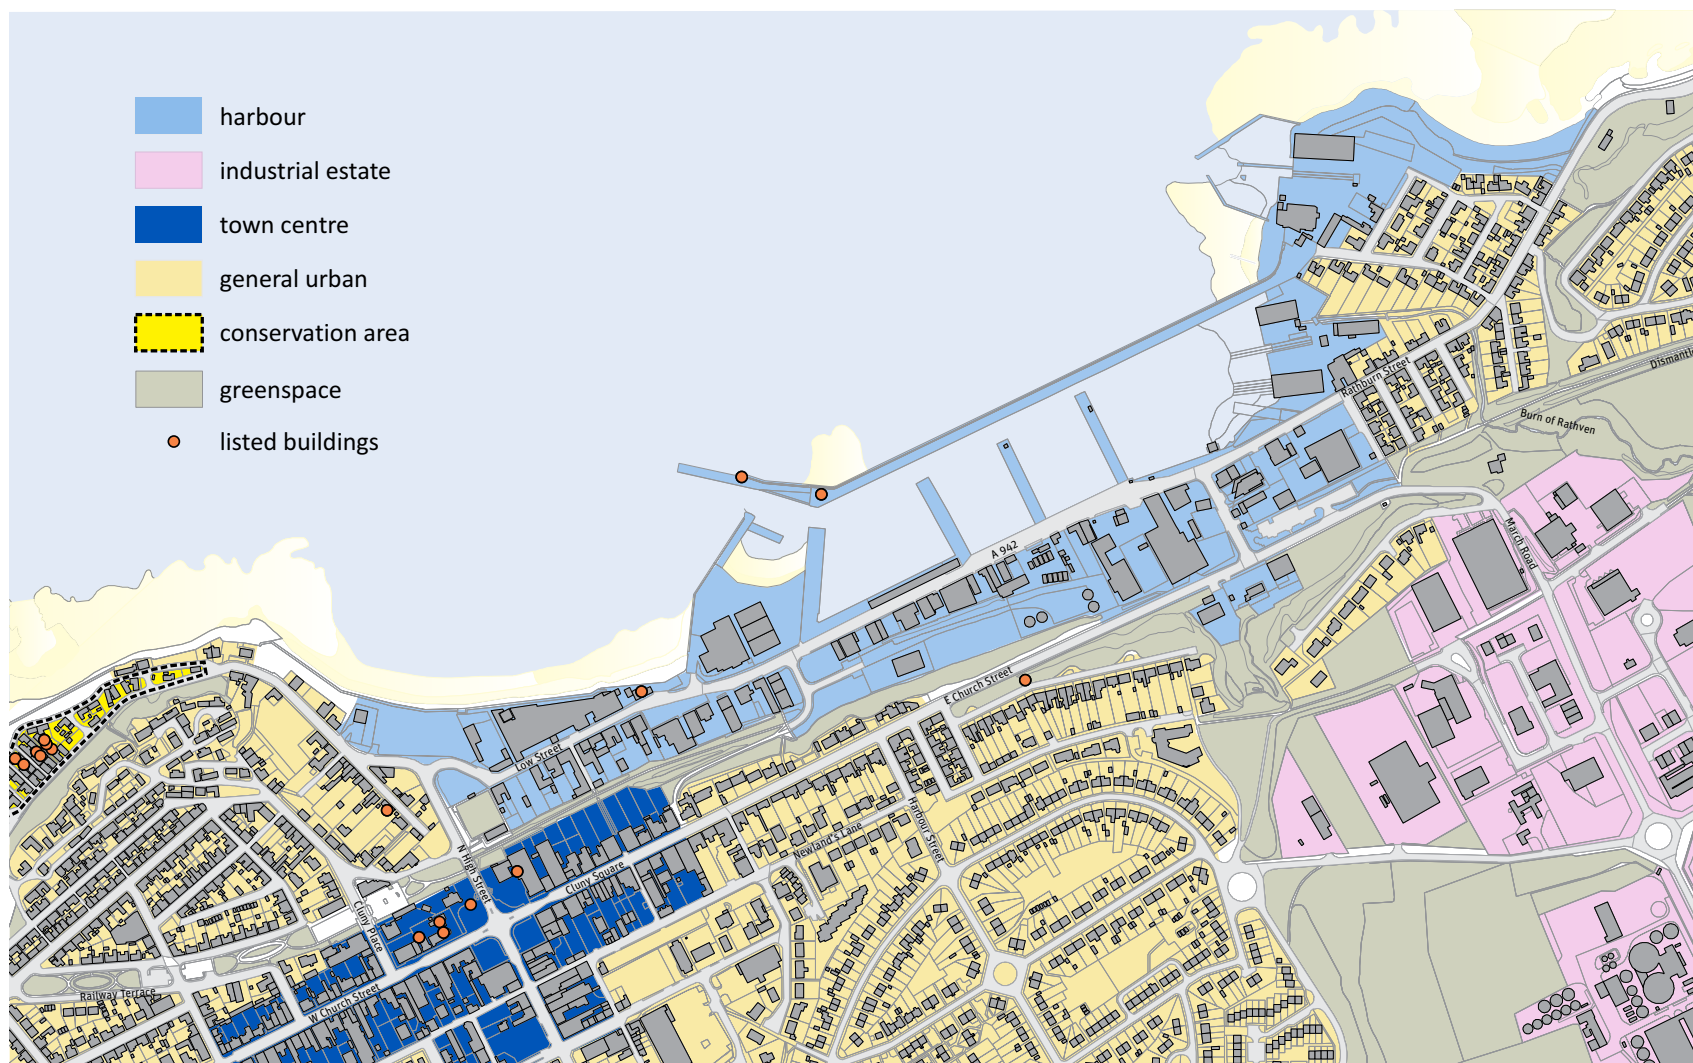 harbour
industrial estate
town centre
general urban
conservation area
greenspace
listed buildings
Dismantle
Rathburn Street
Burn of Rathven
March Road
A 942
E Church Street
Low Street
Harbour Street
Newland's Lane
Cluny Square
N High Street
Cluny Place
W Church Street
Railway Terrace